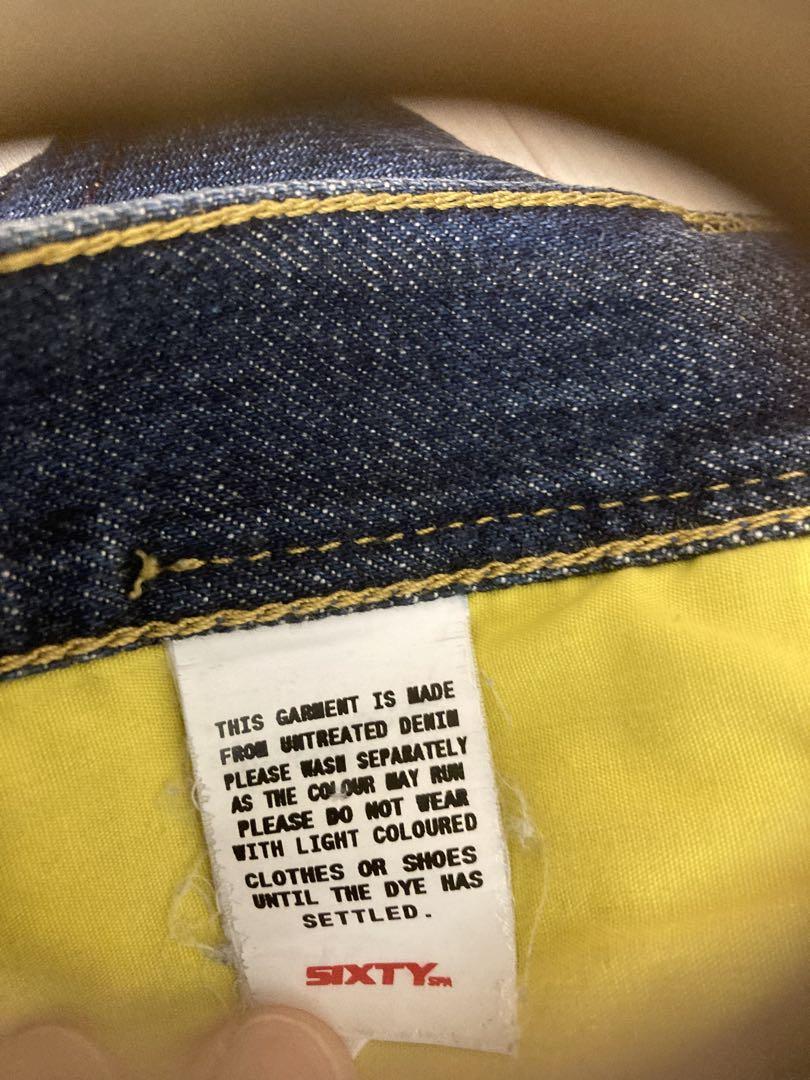 THIS GARMENT IS MADE
FROM UNTREATED DENIM
PLEASE WASH SEPARATELY
AS THE COLOUR MAY RUN
PLEASE DO NOT WEAR
WITH LIGHT COLOURED
CLOTHES OR SHOES
UNTIL THE DYE HAS
SETTLED.
SIXTY SPA